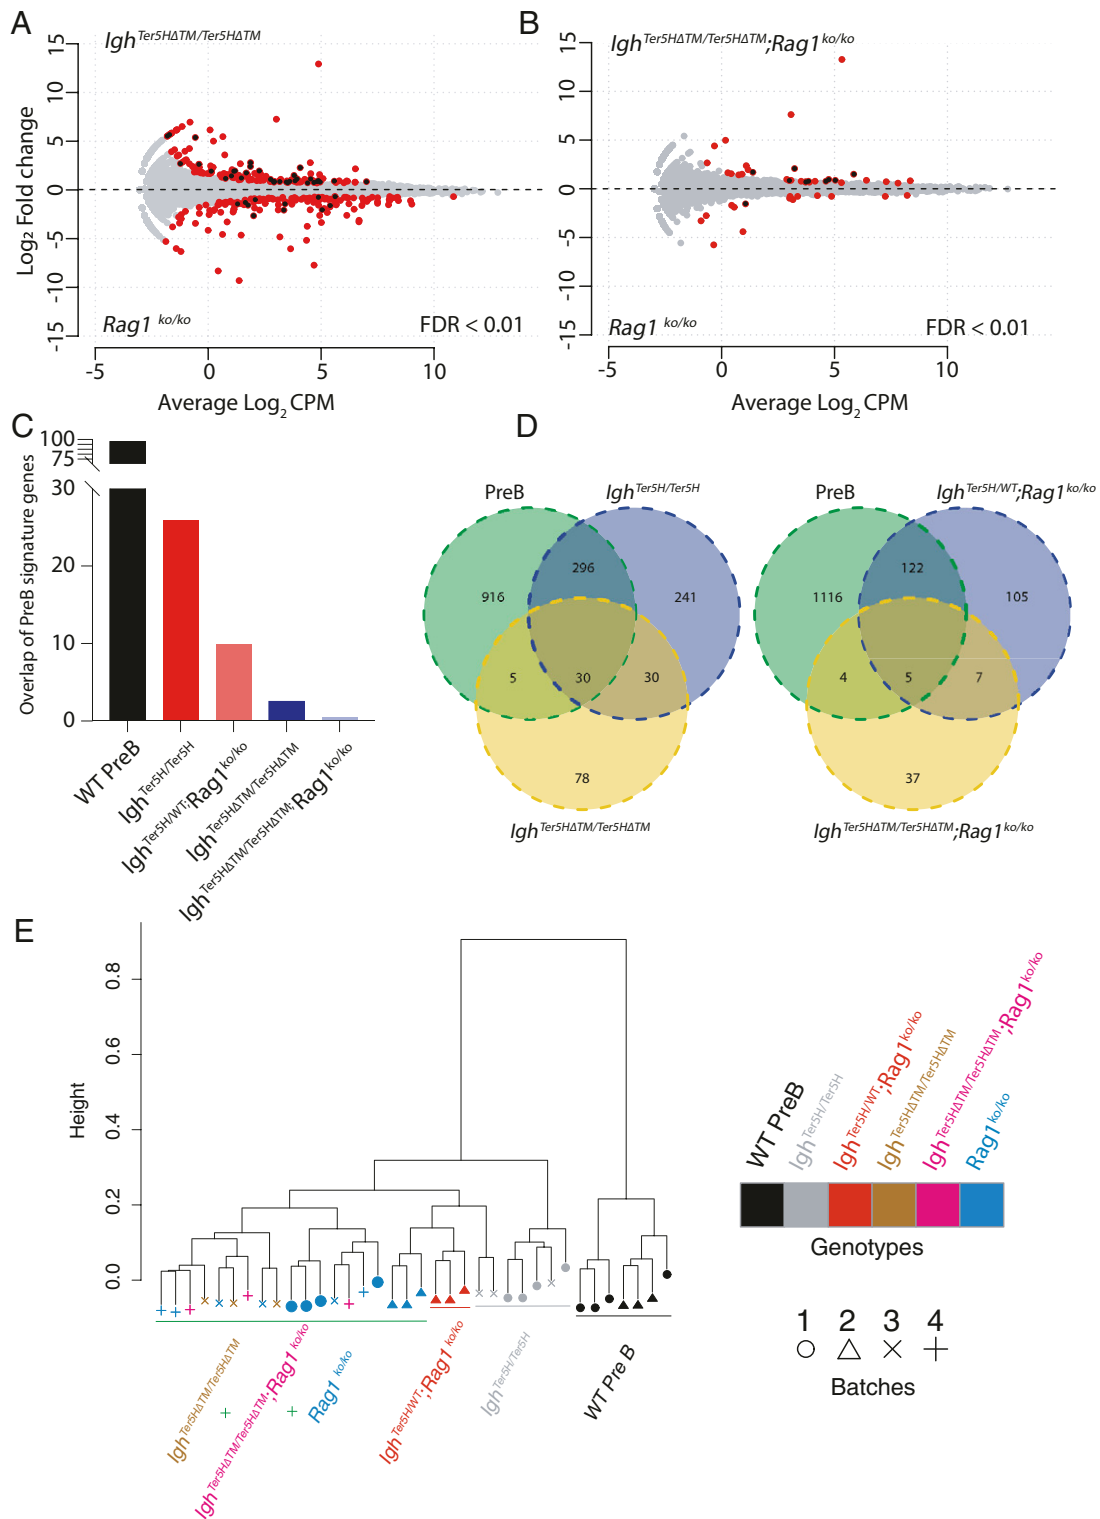 A
Igh Ter5HΔTM/Ter5HΔTM
15
10
5
0
-5
-10
-15
Log₂ Fold change
Rag1 ko/ko
FDR < 0.01
-5 0 5 10
Average Log₂ CPM
B
Igh Ter5HΔTM/Ter5HΔTM;Rag1 ko/ko
15
10
5
0
-5
-10
-15
Rag1 ko/ko
FDR < 0.01
-5 0 5 10
Average Log₂ CPM
C
Overlap of PreB signature genes
100
75
30
20
10
0
WT PreB
Igh Ter5H/Ter5H
Igh Ter5H/WT;Rag1 ko/ko
Igh Ter5HΔTM/Ter5HΔTM
Igh Ter5HΔTM/Ter5HΔTM;Rag1 ko/ko
D
PreB
Igh Ter5H/Ter5H
296
916
241
5
30
30
78
Igh Ter5HΔTM/Ter5HΔTM
PreB
Igh Ter5H/WT;Rag1 ko/ko
122
1116
105
4
5
7
37
Igh Ter5HΔTM/Ter5HΔTM;Rag1 ko/ko
E
Height
0.8
0.6
0.4
0.2
0.0
Igh Ter5HΔTM/Ter5HΔTM
+
Igh Ter5HΔTM/Ter5HΔTM;Rag1 ko/ko
+
Rag1 ko/ko
Igh Ter5H/WT;Rag1 ko/ko
Igh Ter5H/Ter5H
WT Pre B
WT PreB
Igh Ter5H/Ter5H
Igh Ter5H/WT;Rag1 ko/ko
Igh Ter5HΔTM/Ter5HΔTM
Igh Ter5HΔTM/Ter5HΔTM;Rag1 ko/ko
Rag1 ko/ko
Genotypes
1 2 3 4
Batches